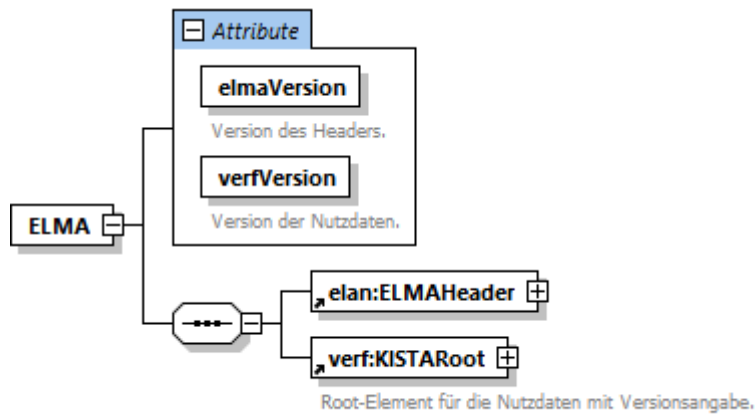 Attribute
elmaVersion
Version des Headers.
verfVersion
Version der Nutzdaten.
ELMA
elan:ELMAHeader
verf:KISTARoot
Root-Element für die Nutzdaten mit Versionsangabe.